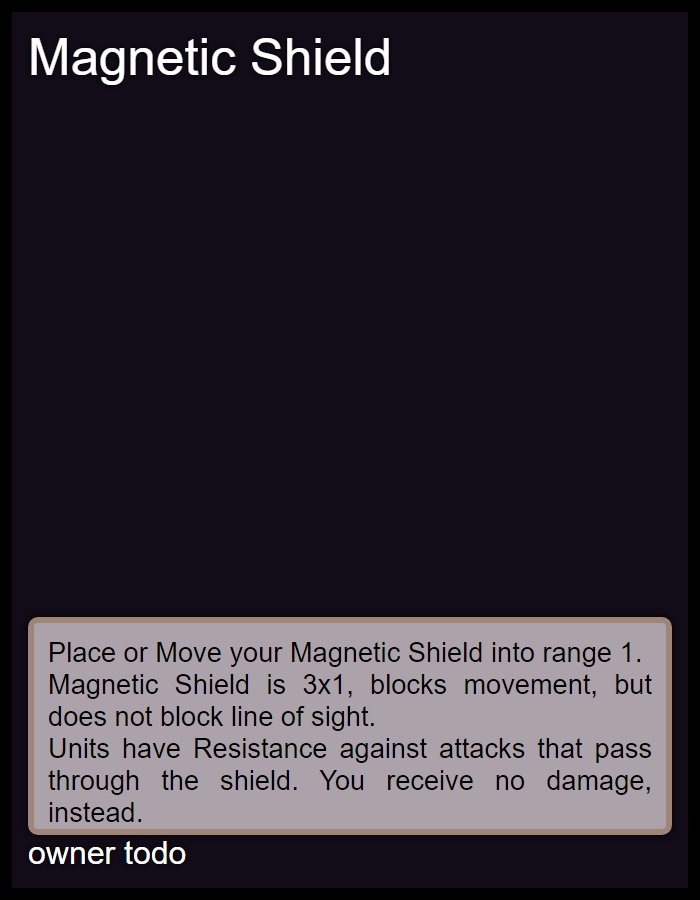 Magnetic Shield
Place or Move your Magnetic Shield into range 1.
Magnetic Shield is 3x1, blocks movement, but
does not block line of sight.
Units have Resistance against attacks that pass
through the shield. You receive no damage,
instead.
owner todo